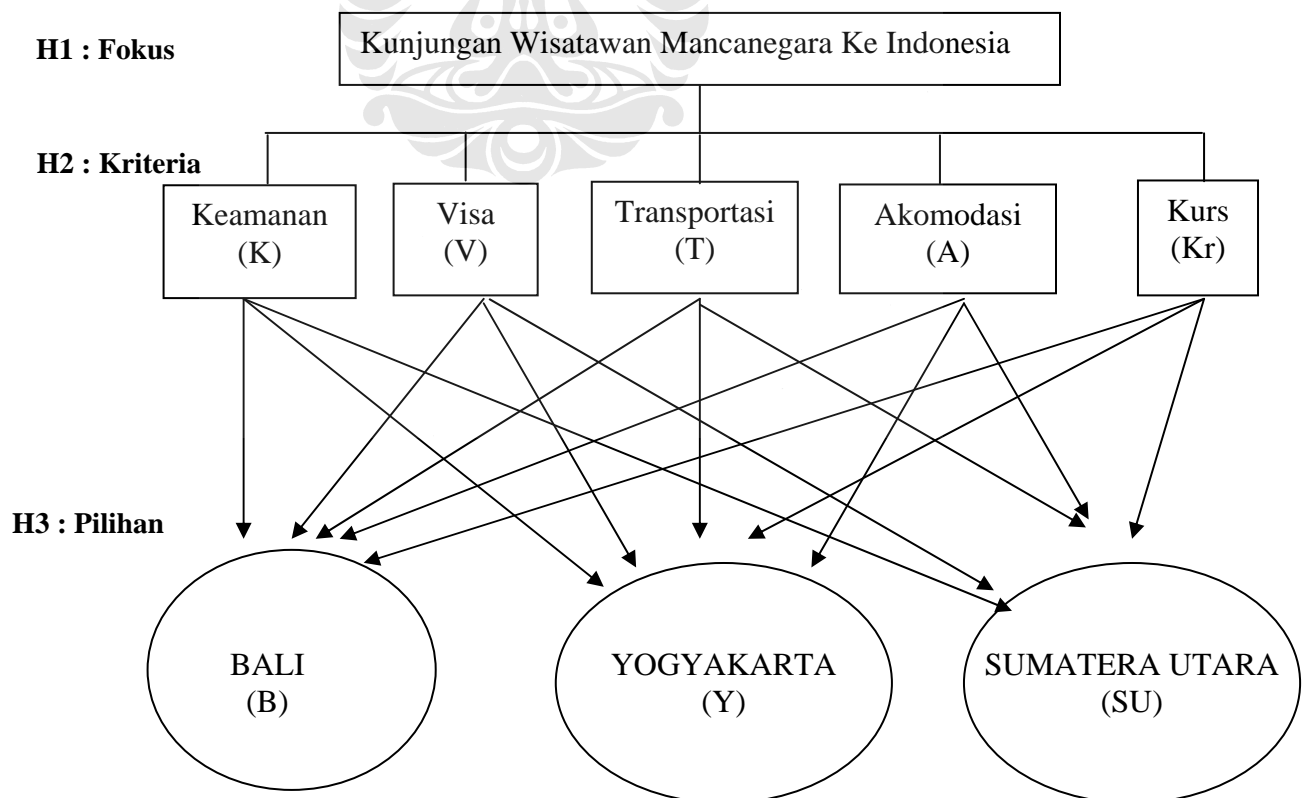 H1 : Fokus
Kunjungan Wisatawan Mancanegara Ke Indonesia
H2 : Kriteria
Keamanan
(K)
Visa
(V)
Transportasi
(T)
Akomodasi
(A)
Kurs
(Kr)
H3 : Pilihan
BALI
(B)
YOGYAKARTA
(Y)
SUMATERA UTARA
(SU)